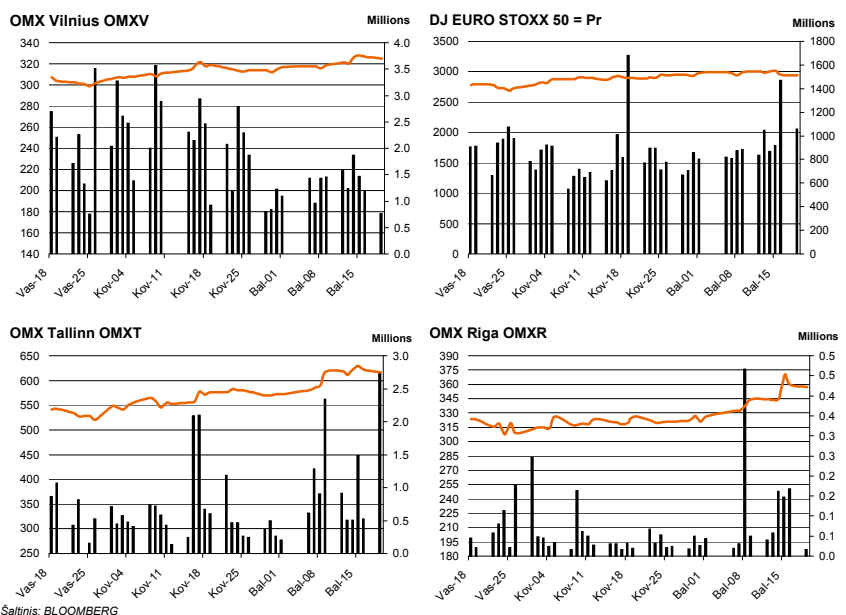 OMX Vilnius OMXV
Millions
340
320
300
280
260
240
220
200
180
160
140
4.0
3.5
3.0
2.5
2.0
1.5
1.0
0.5
0.0
Vas-18
Vas-25
Kov-04
Kov-11
Kov-18
Kov-25
Bal-01
Bal-08
Bal-15
DJ EURO STOXX 50 = Pr
Millions
3500
3000
2500
2000
1500
1000
500
0
1800
1600
1400
1200
1000
800
600
400
200
0
Vas-18
Vas-25
Kov-04
Kov-11
Kov-18
Kov-25
Bal-01
Bal-08
Bal-15
OMX Tallinn OMXT
Millions
650
600
550
500
450
400
350
300
250
3.0
2.5
2.0
1.5
1.0
0.5
0.0
Vas-18
Vas-25
Kov-04
Kov-11
Kov-18
Kov-25
Bal-01
Bal-08
Bal-15
OMX Riga OMXR
Millions
390
375
360
345
330
315
300
285
270
255
240
225
210
195
180
0.5
0.5
0.4
0.4
0.3
0.3
0.2
0.2
0.1
0.1
0.0
Vas-18
Vas-25
Kov-04
Kov-11
Kov-18
Kov-25
Bal-01
Bal-08
Bal-15
Šaltinis: BLOOMBERG